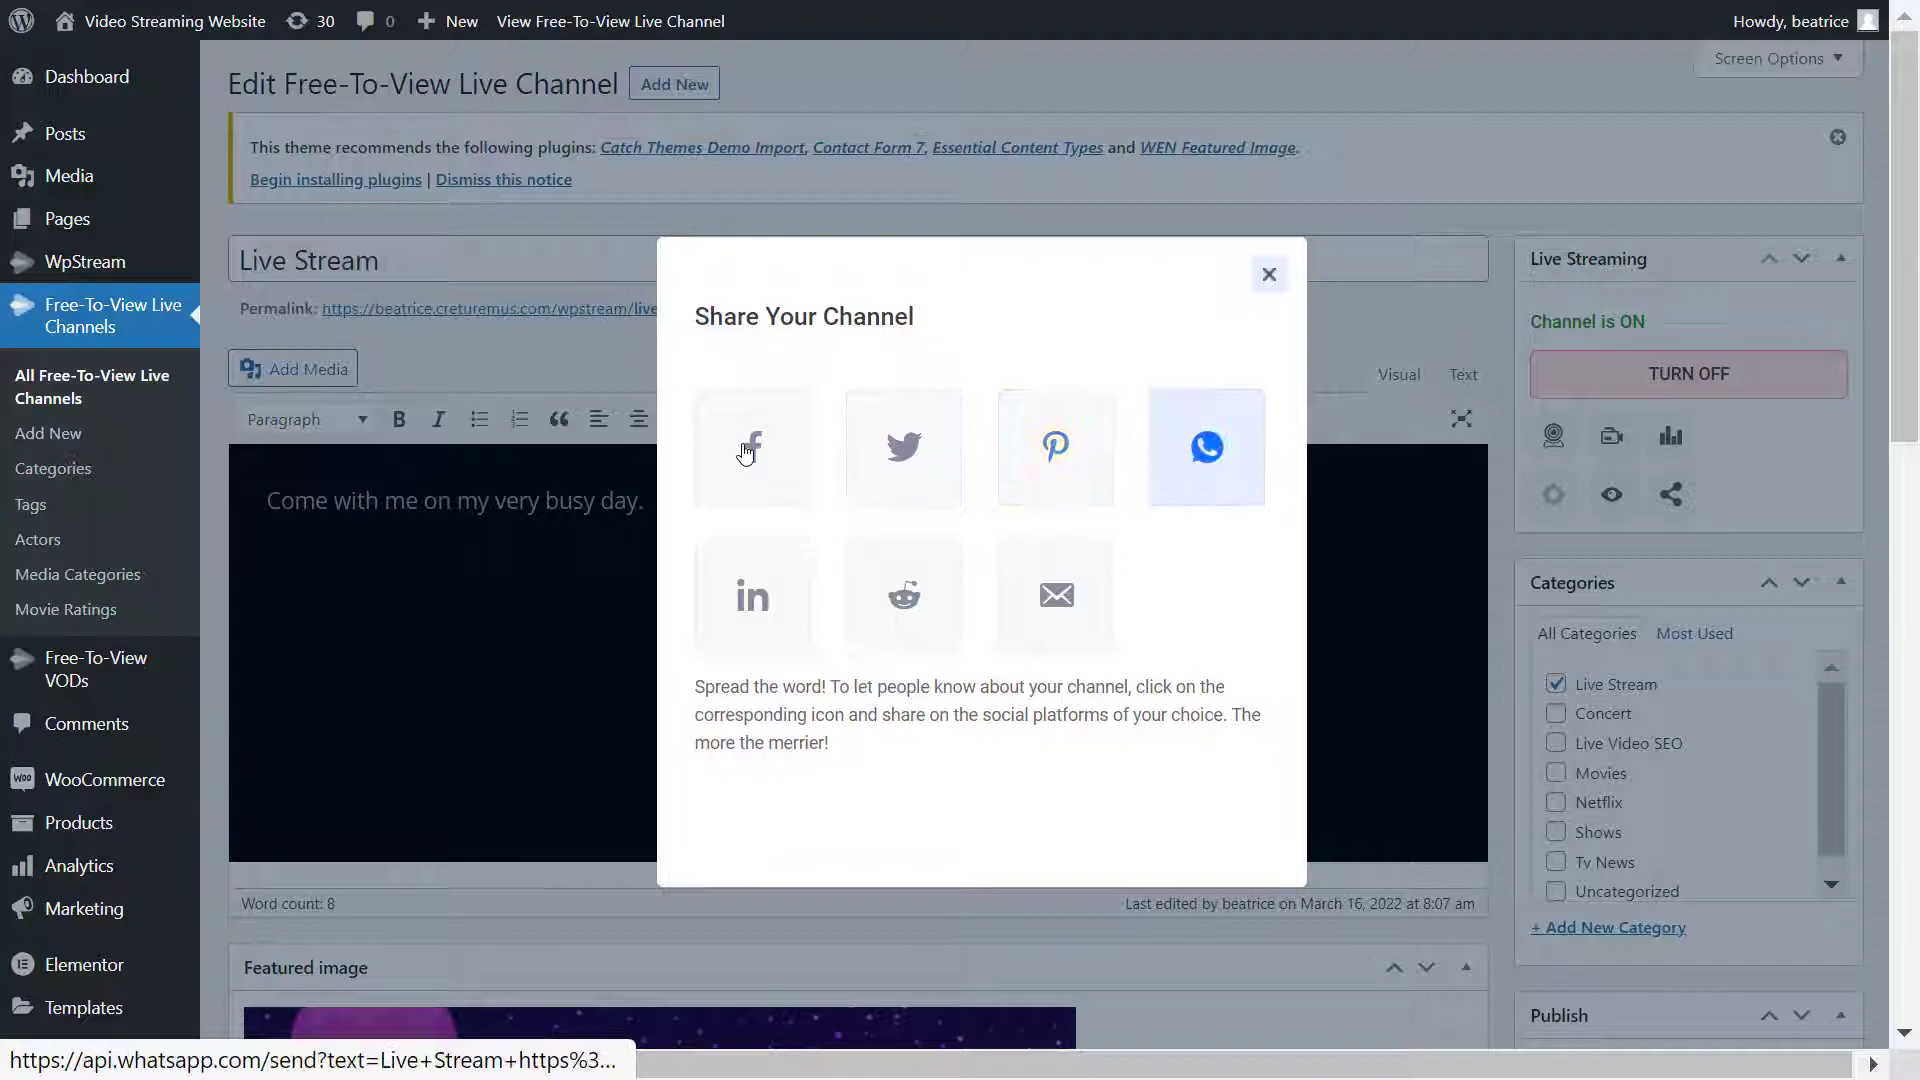 Video Streaming Website
30
0
New
View Free-To-View Live Channel
Howdy, beatrice
Dashboard
Posts
Media
Pages
WpStream
Free-To-View Live
Channels
All Free-To-View Live
Channels
Add New
Categories
Tags
Actors
Media Categories
Movie Ratings
Free-To-View
VODs
Comments
WooCommerce
Products
Analytics
Marketing
Elementor
Templates
Screen Options
Edit Free-To-View Live Channel
Add New
This theme recommends the following plugins: Catch Themes Demo Import, Contact Form 7, Essential Content Types and WEN Featured Image.
Begin installing plugins | Dismiss this notice
Live Stream
Permalink: https://beatrice.creturemus.com/wpstream/live
Add Media
Visual
Text
Paragraph
B
I
Come with me on my very busy day.
Word count: 8
Last edited by beatrice on March 16, 2022 at 8:07 am
Featured image
Share Your Channel
Spread the word! To let people know about your channel, click on the
corresponding icon and share on the social platforms of your choice. The
more the merrier!
Live Streaming
Channel is ON
TURN OFF
Categories
All Categories
Most Used
Live Stream
Concert
Live Video SEO
Movies
Netflix
Shows
Tv News
Uncategorized
+ Add New Category
Publish
https://api.whatsapp.com/send?text=Live+Stream+https%3...